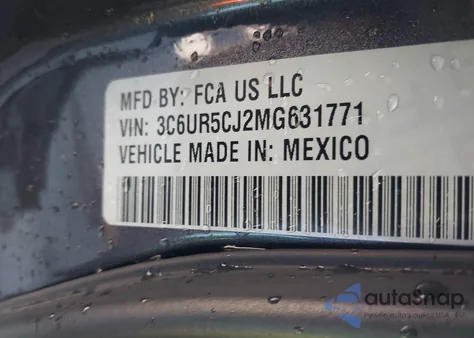 MFD BY: FCA US LLC
VIN: 3C6UR5CJ2MG631771
VEHICLE MADE IN: MEXICO
autoSnap